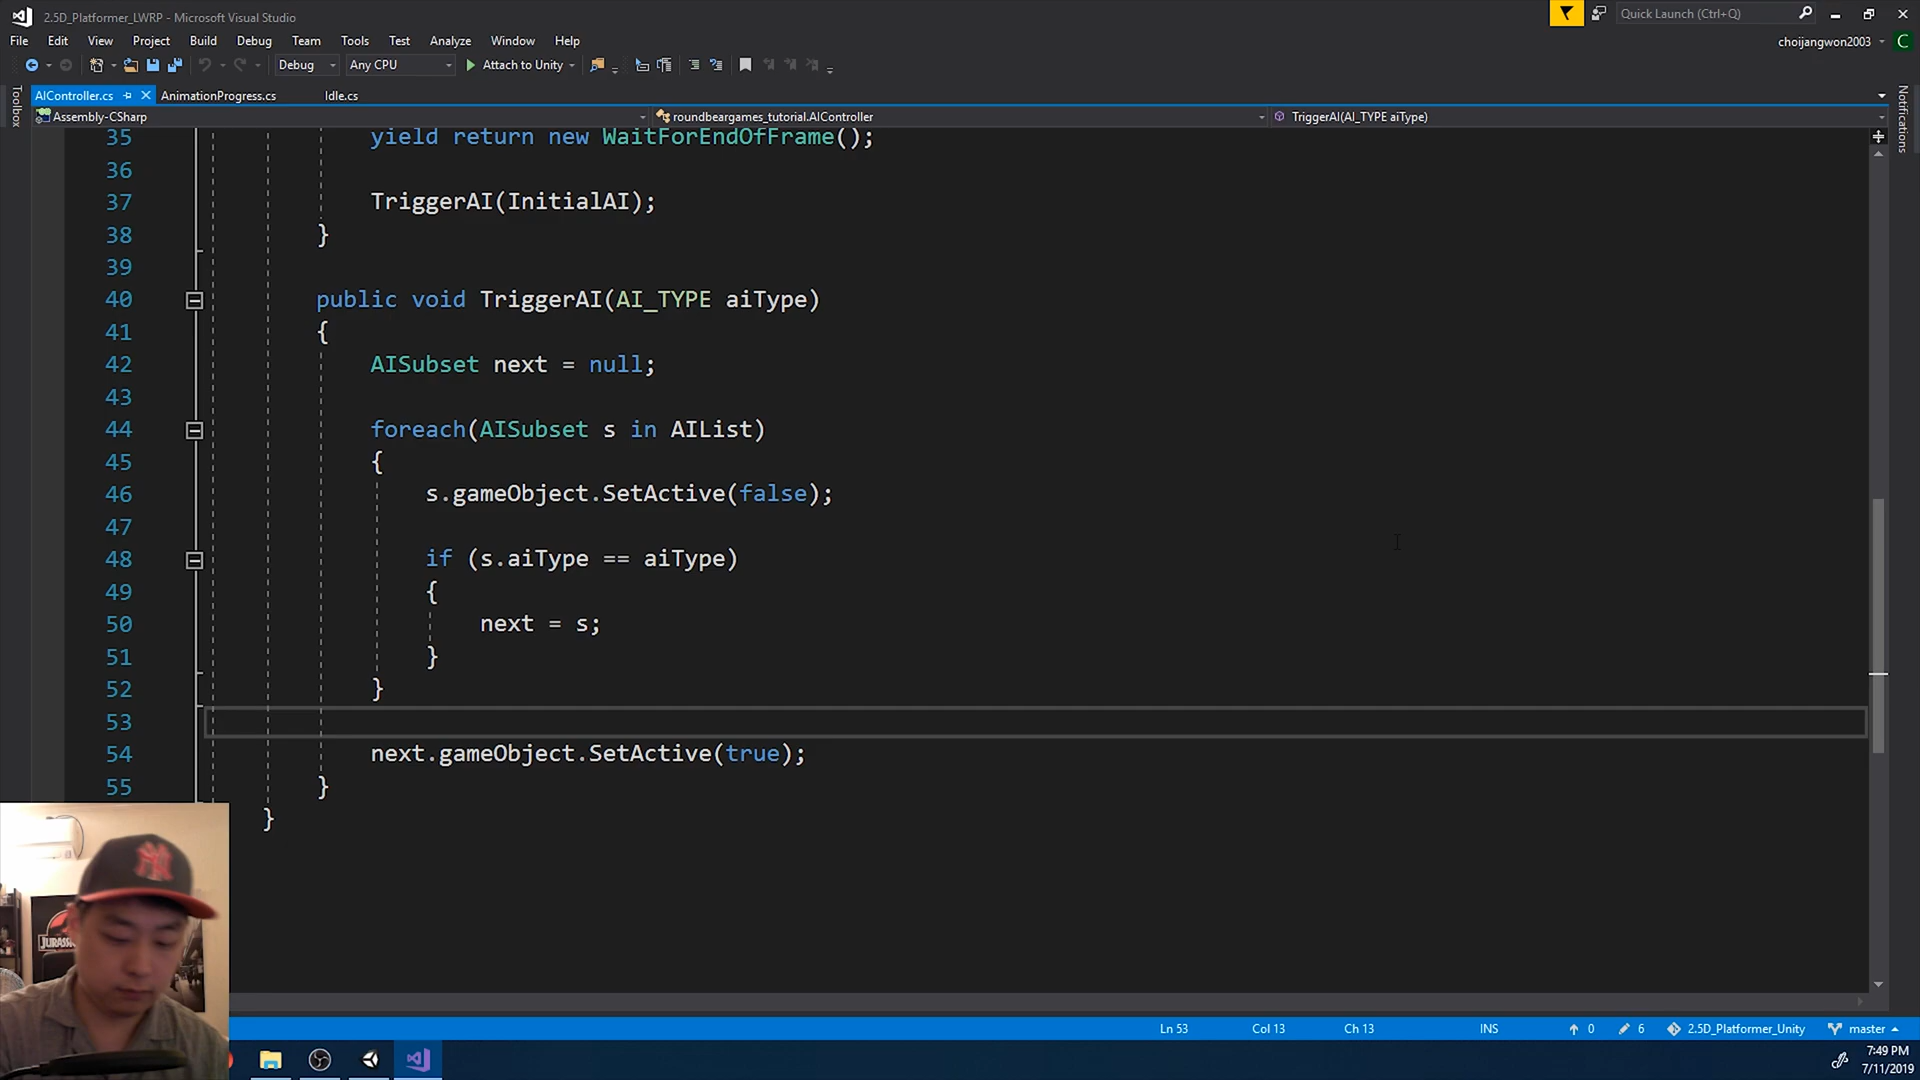 2.5D_Platformer_LWRP - Microsoft Visual Studio
Quick Launch (Ctrl+Q)
File Edit View Project Build Debug Team Tools Test Analyze Window Help
choijangwon2003 C
Debug Any CPU Attach to Unity
Toolbox
AIController.cs AnimationProgress.cs Idle.cs
Notifications
Assembly-CSharp roundbeargames_tutorial.AIController TriggerAI(AI_TYPE aiType)
35 yield return new WaitForEndOfFrame();
36
37 TriggerAI(InitialAI);
38 }
39
40 public void TriggerAI(AI_TYPE aiType)
41 {
42 AISubset next = null;
43
44 foreach(AISubset s in AIList)
45 {
46 s.gameObject.SetActive(false);
47
48 if (s.aiType == aiType)
49 {
50 next = s;
51 }
52 }
53
54 next.gameObject.SetActive(true);
55 }
}
JURASSIC
Ln 53 Col 13 Ch 13 INS 0 6 2.5D_Platformer_Unity master
7:49 PM
7/11/2019